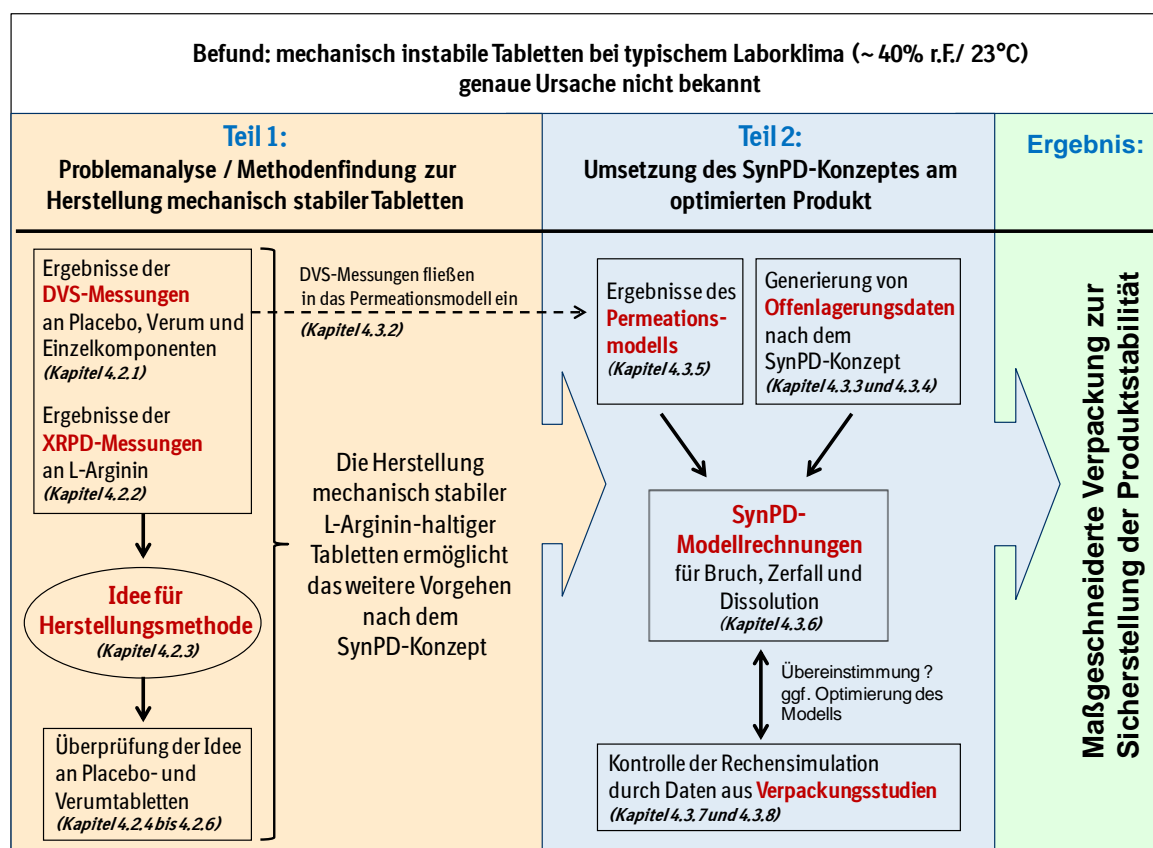 Befund: mechanisch instabile Tabletten bei typischem Laborklima (~ 40% r.F./ 23°C)
genaue Ursache nicht bekannt
Teil 1:
Problemanalyse / Methodenfindung zur
Herstellung mechanisch stabiler Tabletten
Ergebnisse der
DVS-Messungen
an Placebo, Verum und
Einzelkomponenten
(Kapitel 4.2.1)
Ergebnisse der
XRPD-Messungen
an L-Arginin
(Kapitel 4.2.2)
Idee für
Herstellungsmethode
(Kapitel 4.2.3)
Überprüfung der Idee
an Placebo- und
Verumtabletten
(Kapitel 4.2.4 bis 4.2.6)
DVS-Messungen fließen
in das Permeationsmodell ein
(Kapitel 4.3.2)
Die Herstellung
mechanisch stabiler
L-Arginin-haltiger
Tabletten ermöglicht
das weitere Vorgehen
nach dem
SynPD-Konzept
Teil 2:
Umsetzung des SynPD-Konzeptes am
optimierten Produkt
Ergebnisse des
Permeations-
modells
(Kapitel 4.3.5)
Generierung von
Offenlagerungsdaten
nach dem
SynPD-Konzept
(Kapitel 4.3.3 und 4.3.4)
SynPD-
Modellrechnungen
für Bruch, Zerfall und
Dissolution
(Kapitel 4.3.6)
Übereinstimmung ?
ggf. Optimierung des
Modells
Kontrolle der Rechensimulation
durch Daten aus Verpackungsstudien
(Kapitel 4.3.7 und 4.3.8)
Ergebnis:
Maßgeschneiderte Verpackung zur
Sicherstellung der Produktstabilität